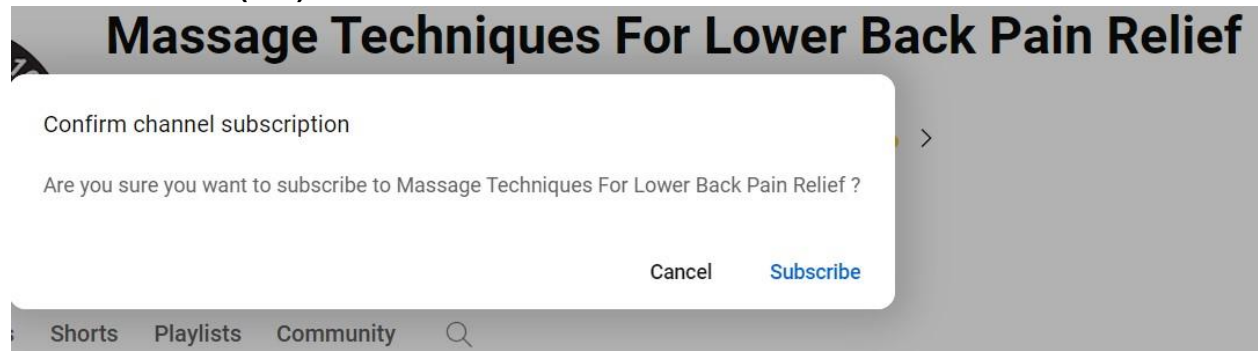 Massage Techniques For Lower Back Pain Relief
Confirm channel subscription
Are you sure you want to subscribe to Massage Techniques For Lower Back Pain Relief ?
Cancel Subscribe
Shorts Playlists Community